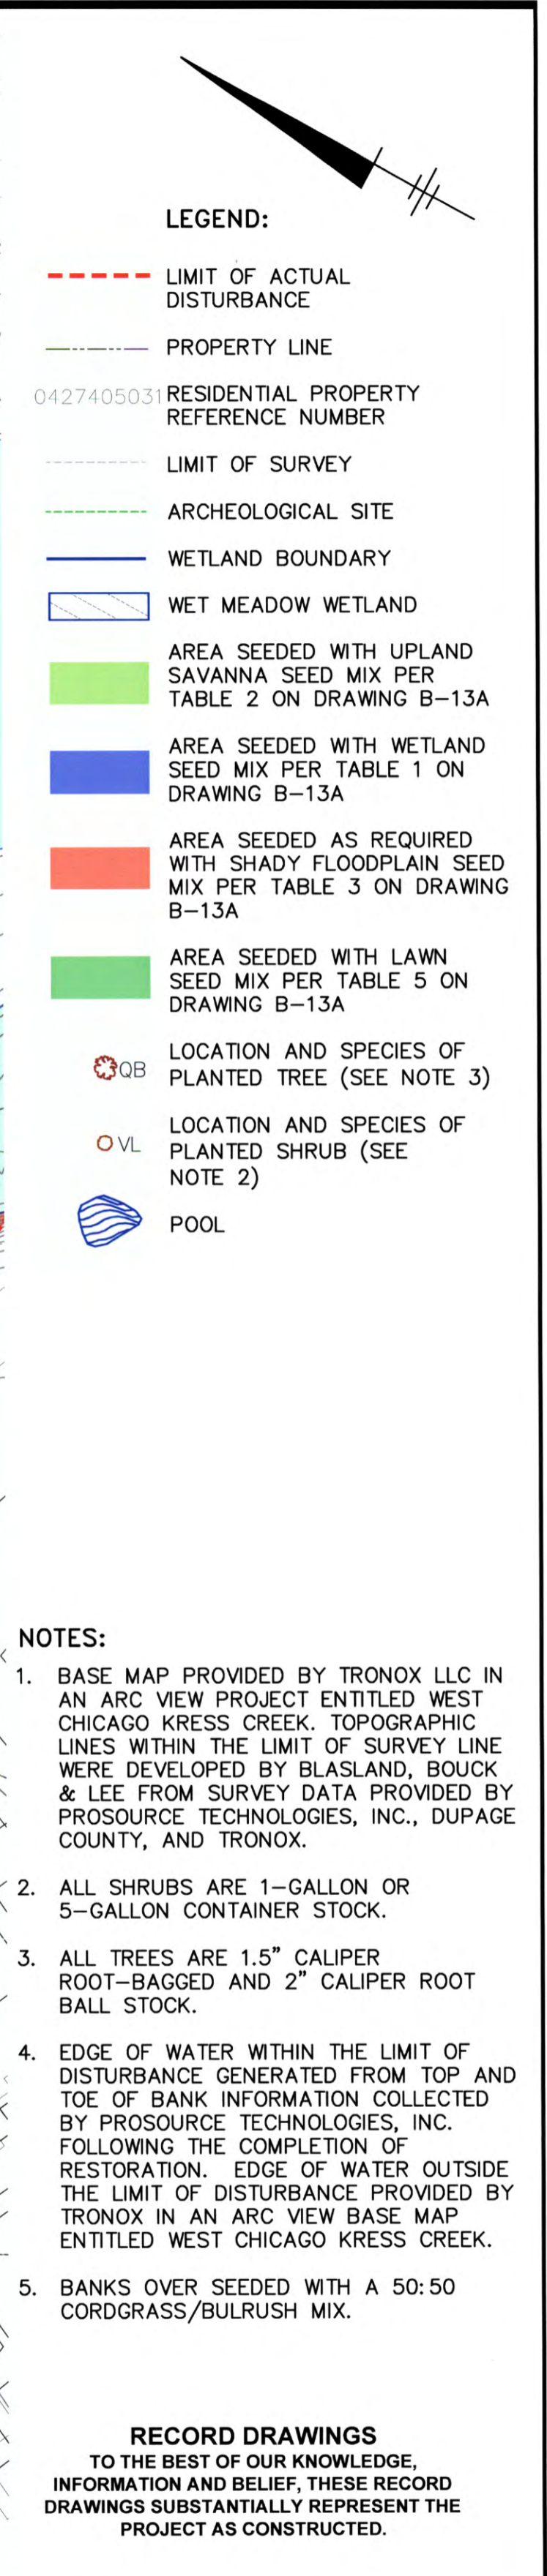 LEGEND:
LIMIT OF ACTUAL
DISTURBANCE
PROPERTY LINE
0427405031 RESIDENTIAL PROPERTY
REFERENCE NUMBER
LIMIT OF SURVEY
ARCHEOLOGICAL SITE
WETLAND BOUNDARY
WET MEADOW WETLAND
AREA SEEDED WITH UPLAND
SAVANNA SEED MIX PER
TABLE 2 ON DRAWING B-13A
AREA SEEDED WITH WETLAND
SEED MIX PER TABLE 1 ON
DRAWING B-13A
AREA SEEDED AS REQUIRED
WITH SHADY FLOODPLAIN SEED
MIX PER TABLE 3 ON DRAWING
B-13A
AREA SEEDED WITH LAWN
SEED MIX PER TABLE 5 ON
DRAWING B-13A
LOCATION AND SPECIES OF
QB PLANTED TREE (SEE NOTE 3)
LOCATION AND SPECIES OF
VL PLANTED SHRUB (SEE
NOTE 2)
POOL
NOTES:
1. BASE MAP PROVIDED BY TRONOX LLC IN
AN ARC VIEW PROJECT ENTITLED WEST
CHICAGO KRESS CREEK. TOPOGRAPHIC
LINES WITHIN THE LIMIT OF SURVEY LINE
WERE DEVELOPED BY BLASLAND, BOUCK
& LEE FROM SURVEY DATA PROVIDED BY
PROSOURCE TECHNOLOGIES, INC., DUPAGE
COUNTY, AND TRONOX.
2. ALL SHRUBS ARE 1-GALLON OR
5-GALLON CONTAINER STOCK.
3. ALL TREES ARE 1.5" CALIPER
ROOT-BAGGED AND 2" CALIPER ROOT
BALL STOCK.
4. EDGE OF WATER WITHIN THE LIMIT OF
DISTURBANCE GENERATED FROM TOP AND
TOE OF BANK INFORMATION COLLECTED
BY PROSOURCE TECHNOLOGIES, INC.
FOLLOWING THE COMPLETION OF
RESTORATION. EDGE OF WATER OUTSIDE
THE LIMIT OF DISTURBANCE PROVIDED BY
TRONOX IN AN ARC VIEW BASE MAP
ENTITLED WEST CHICAGO KRESS CREEK.
5. BANKS OVER SEEDED WITH A 50:50
CORDGRASS/BULRUSH MIX.
RECORD DRAWINGS
TO THE BEST OF OUR KNOWLEDGE,
INFORMATION AND BELIEF, THESE RECORD
DRAWINGS SUBSTANTIALLY REPRESENT THE
PROJECT AS CONSTRUCTED.